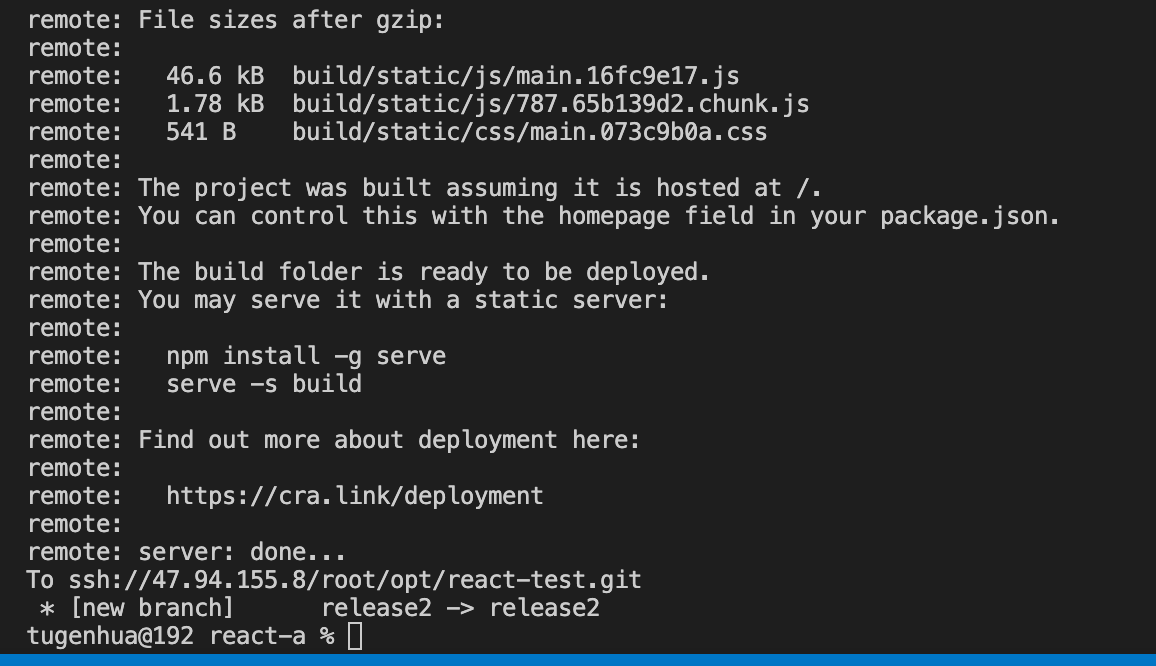 remote: File sizes after gzip:
remote:
remote:   46.6 kB  build/static/js/main.16fc9e17.js
remote:   1.78 kB  build/static/js/787.65b139d2.chunk.js
remote:   541 B    build/static/css/main.073c9b0a.css
remote:
remote: The project was built assuming it is hosted at /.
remote: You can control this with the homepage field in your package.json.
remote:
remote: The build folder is ready to be deployed.
remote: You may serve it with a static server:
remote:
remote:   npm install -g serve
remote:   serve -s build
remote:
remote: Find out more about deployment here:
remote:
remote:   https://cra.link/deployment
remote:
remote: server: done...
To ssh://47.94.155.8/root/opt/react-test.git
 * [new branch]      release2 -> release2
tugenhua@192 react-a %